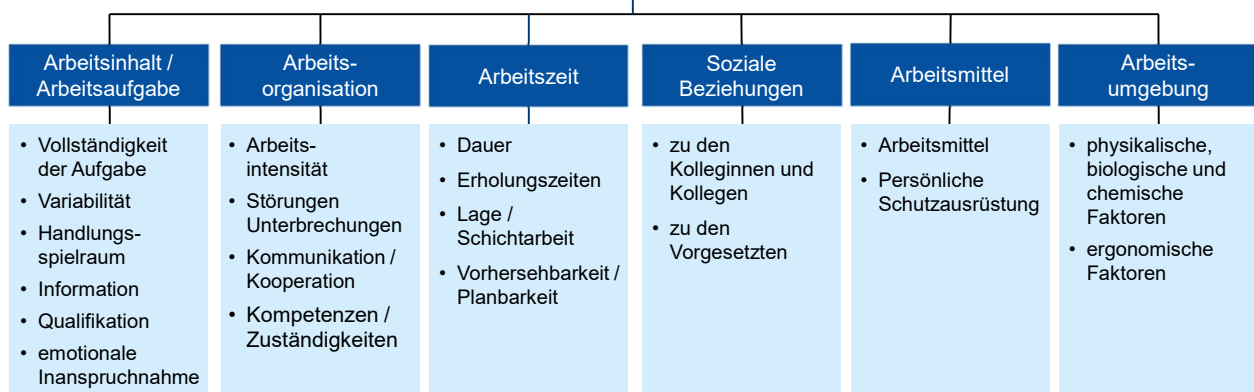 Arbeitsinhalt /
Arbeitsaufgabe
• Vollständigkeit
der Aufgabe
• Variabilität
• Handlungs-
spielraum
• Information
• Qualifikation
• emotionale
Inanspruchnahme
Arbeits-
organisation
• Arbeits-
intensität
• Störungen
Unterbrechungen
• Kommunikation /
Kooperation
• Kompetenzen /
Zuständigkeiten
Arbeitszeit
• Dauer
• Erholungszeiten
• Lage /
Schichtarbeit
• Vorhersehbarkeit /
Planbarkeit
Soziale
Beziehungen
• zu den
Kolleginnen und
Kollegen
• zu den
Vorgesetzten
Arbeitsmittel
• Arbeitsmittel
• Persönliche
Schutzausrüstung
Arbeits-
umgebung
• physikalische,
biologische und
chemische
Faktoren
• ergonomische
Faktoren